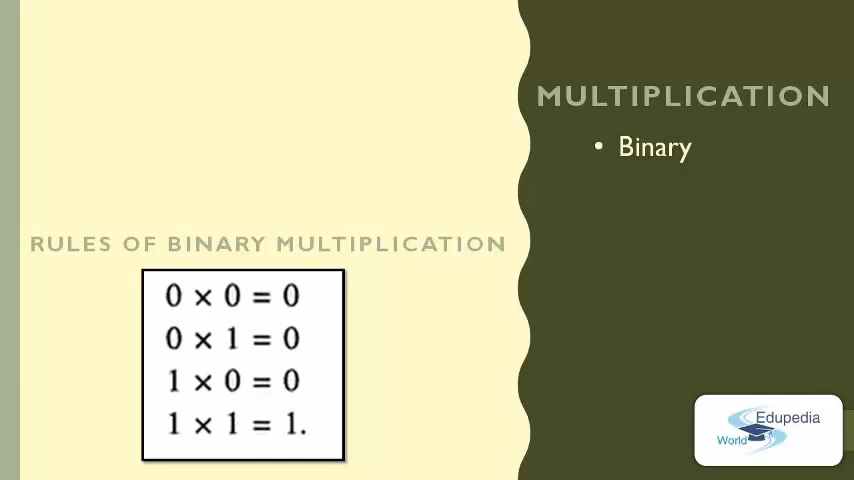 MULTIPLICATION
• Binary
RULES OF BINARY MULTIPLICATION
0 × 0 = 0
0 × 1 = 0
1 × 0 = 0
1 × 1 = 1.
Edupedia
World